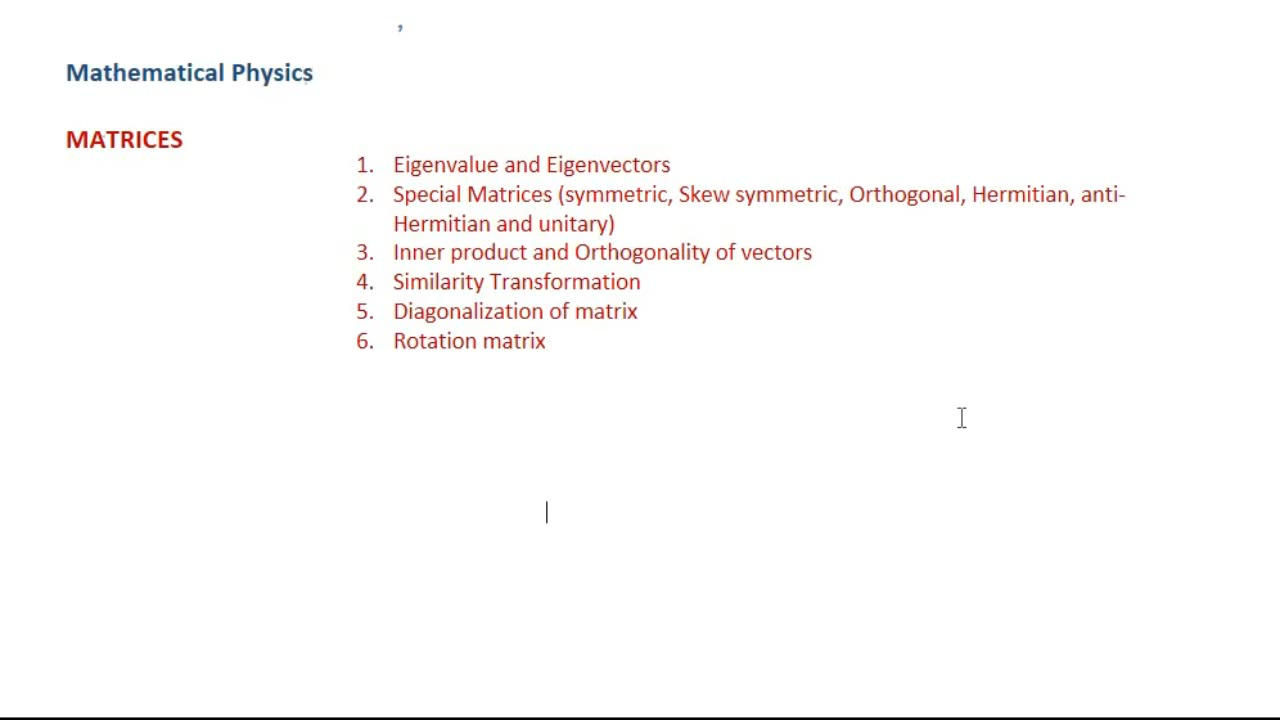 ,
Mathematical Physics
MATRICES
1. Eigenvalue and Eigenvectors
2. Special Matrices (symmetric, Skew symmetric, Orthogonal, Hermitian, anti-
Hermitian and unitary)
3. Inner product and Orthogonality of vectors
4. Similarity Transformation
5. Diagonalization of matrix
6. Rotation matrix